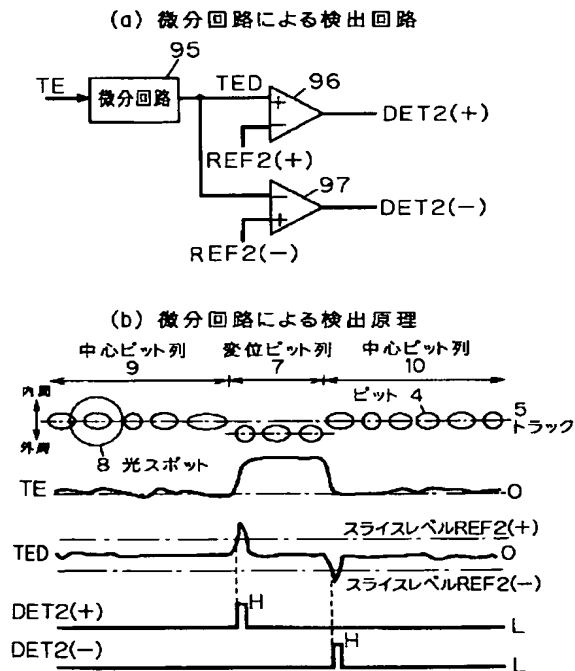 (a) 微分回路による検出回路
95
TE
微分回路
TED
96
+
−
DET2(+)
REF2(+)
97
−
+
DET2(−)
REF2(−)
(b) 微分回路による検出原理
中心ピット列 変位ピット列 中心ピット列
9 7 10
内周
ピット 4
5
トラック
外周
8 光スポット
TE
0
スライスレベルREF2(+)
TED
0
スライスレベルREF2(−)
DET2(+)
H
L
DET2(−)
H
L